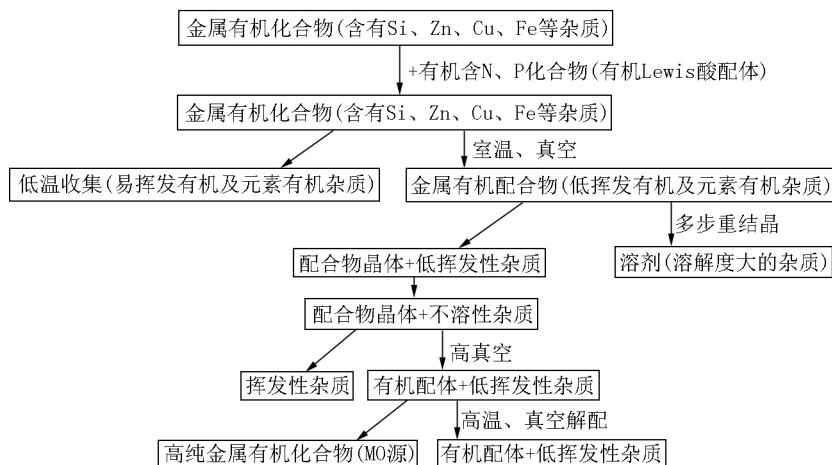 金属有机化合物(含有Si、Zn、Cu、Fe等杂质)
+有机含N、P化合物(有机Lewis酸配体)
金属有机化合物(含有Si、Zn、Cu、Fe等杂质)
室温、真空
低温收集(易挥发有机及元素有机杂质)
金属有机配合物(低挥发有机及元素有机杂质)
多步重结晶
配合物晶体+低挥发性杂质
溶剂(溶解度大的杂质)
配合物晶体+不溶性杂质
高真空
挥发性杂质
有机配体+低挥发性杂质
高温、真空解配
高纯金属有机化合物(MO源)
有机配体+低挥发性杂质